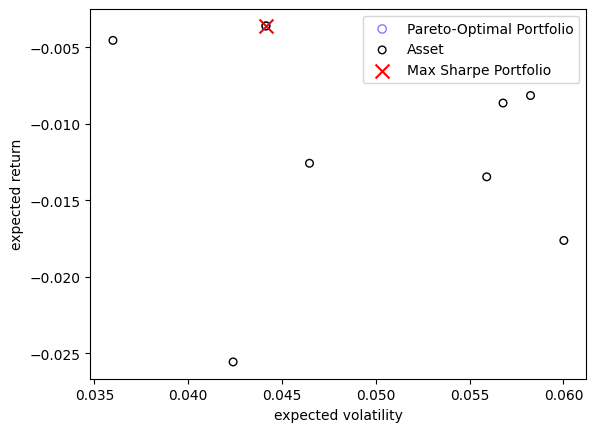 Pareto-Optimal Portfolio
Asset
Max Sharpe Portfolio
−0.005
−0.010
−0.015
−0.020
−0.025
expected return
0.035 0.040 0.045 0.050 0.055 0.060
expected volatility